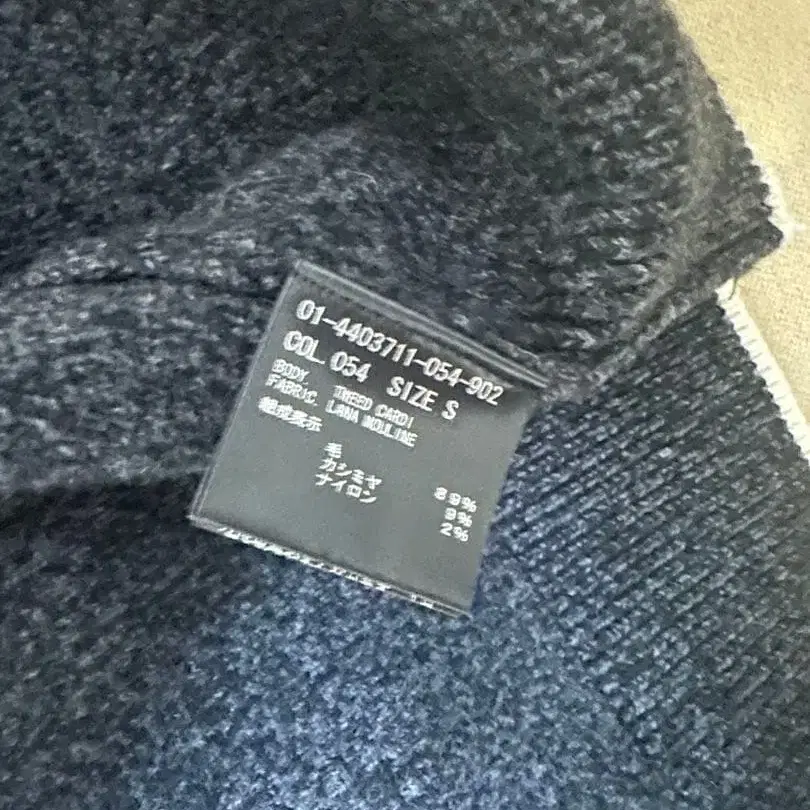 01-4403711-054-902
COL. 054 SIZE S
BODY. TWEED CARDI
FABRIC. LANA MOULINE
組成表示
毛 89%
カシミヤ 9%
ナイロン 2%